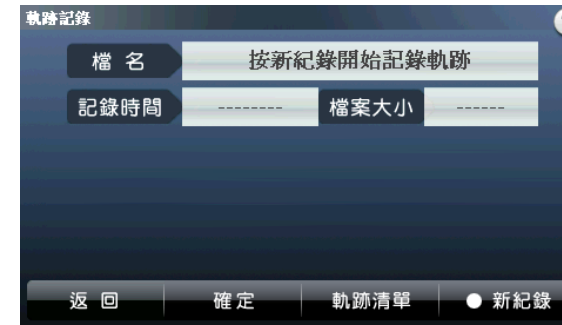 軌跡記錄
檔 名 按新紀錄開始記錄軌跡
記錄時間 -------- 檔案大小 ------
返 回 確定 軌跡清單 ● 新紀錄